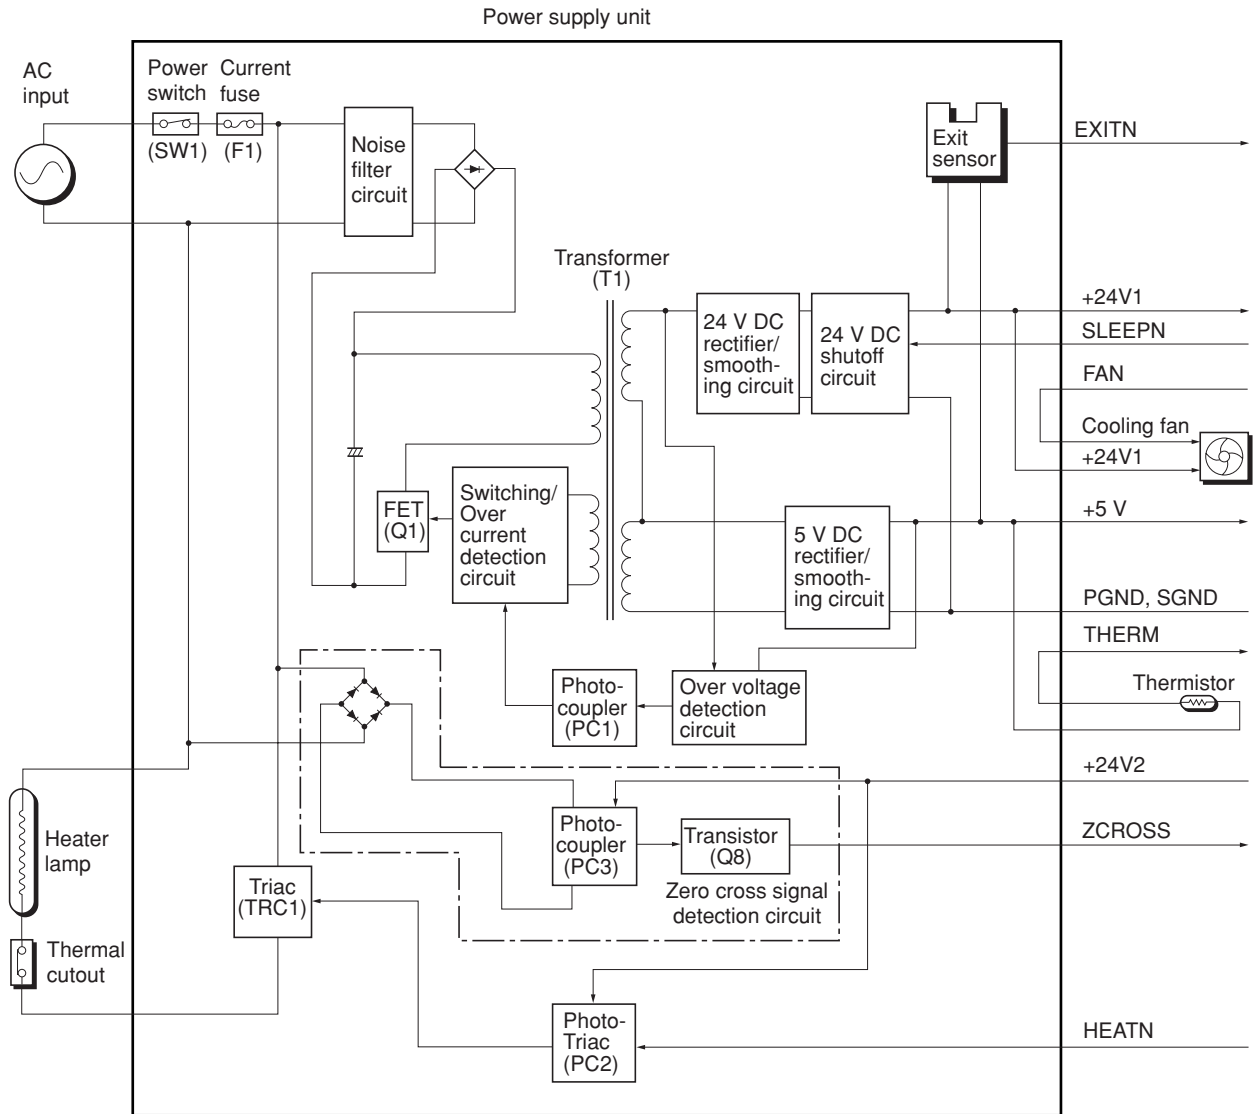 Power supply unit
AC
input
Power
switch
(SW1)
Current
fuse
(F1)
Noise
filter
circuit
Exit
sensor
EXITN
Transformer
(T1)
24 V DC
rectifier/
smooth-
ing circuit
24 V DC
shutoff
circuit
+24V1
SLEEPN
FAN
Cooling fan
+24V1
FET
(Q1)
Switching/
Over
current
detection
circuit
5 V DC
rectifier/
smooth-
ing circuit
+5 V
PGND, SGND
THERM
Thermistor
Photo-
coupler
(PC1)
Over voltage
detection
circuit
+24V2
Photo-
coupler
(PC3)
Transistor
(Q8)
ZCROSS
Zero cross signal
detection circuit
Heater
lamp
Triac
(TRC1)
Thermal
cutout
Photo-
Triac
(PC2)
HEATN